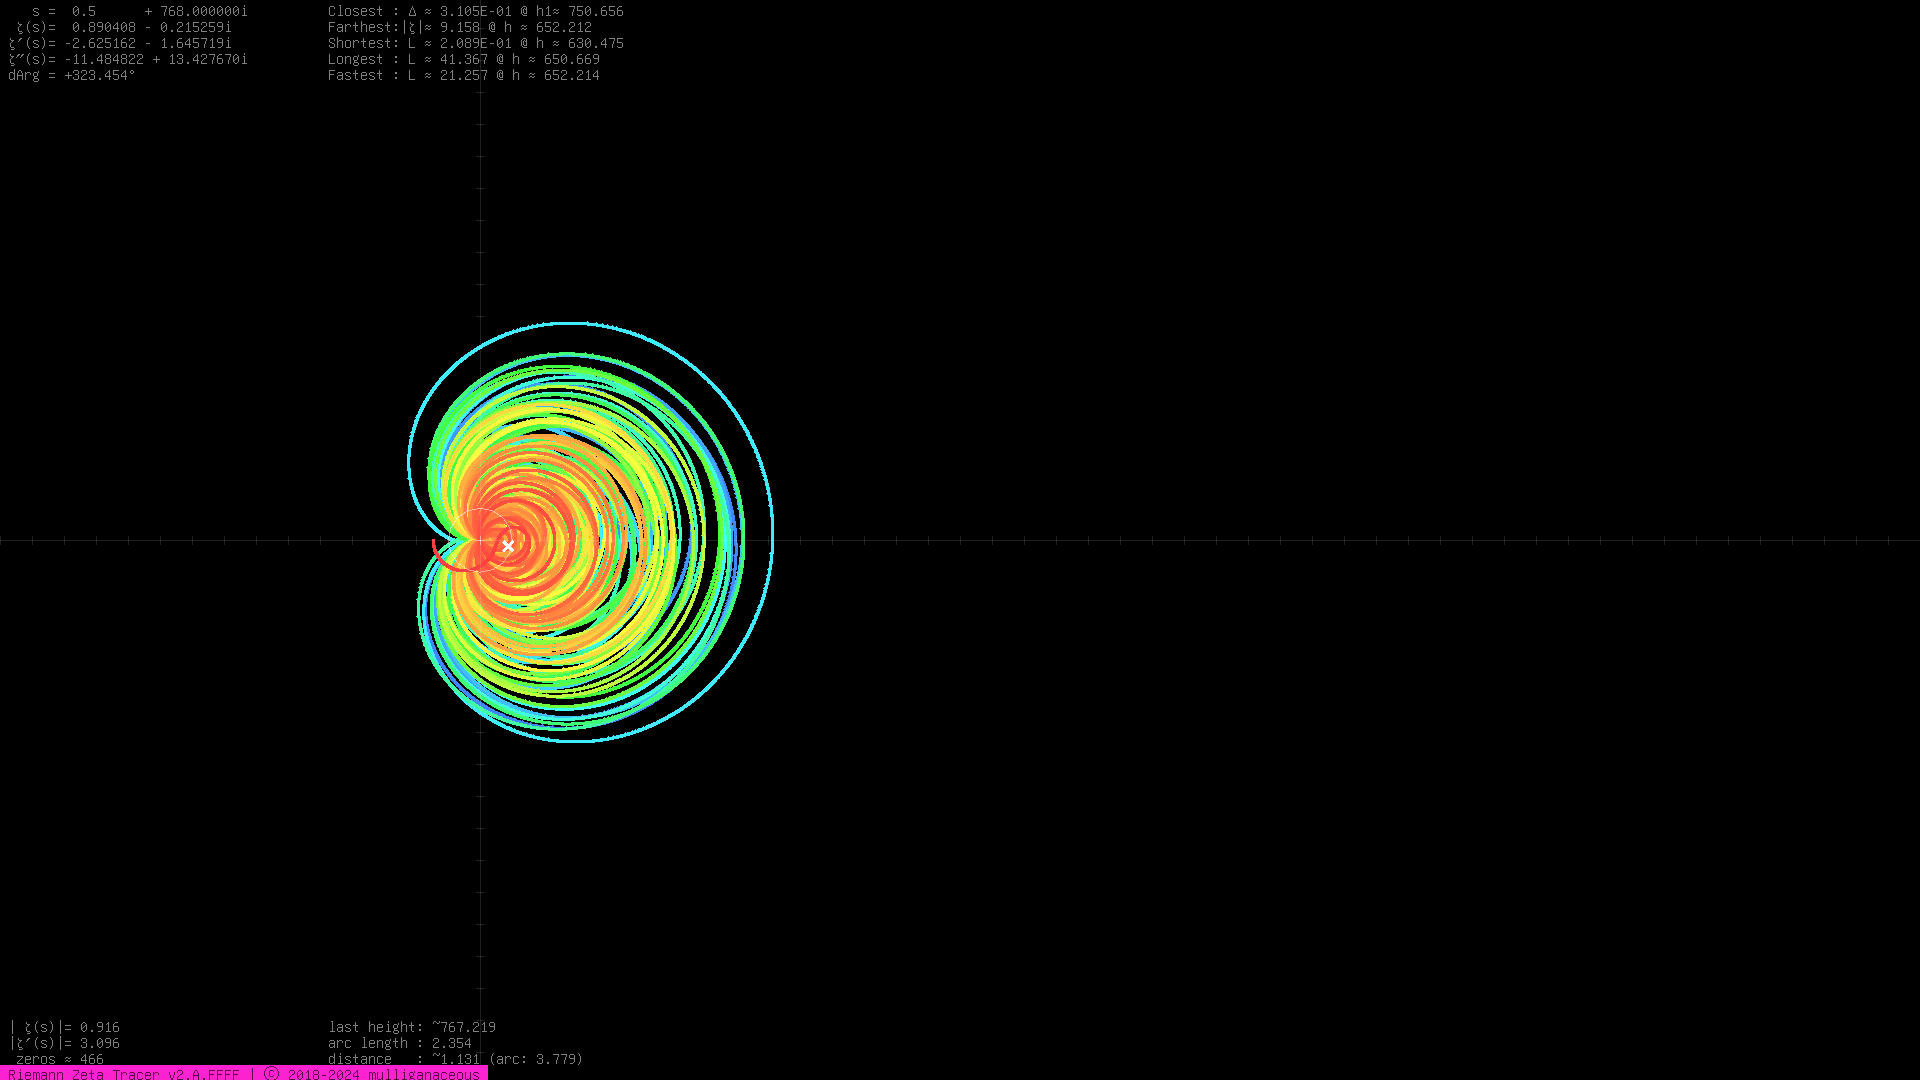 s = 0.5 + 768.000000i
ζ(s)= 0.890408 - 0.215259i
ζ′(s)= -2.625162 - 1.645719i
ζ″(s)= -11.484822 + 13.427670i
dArg = +323.454°
Closest : Δ ≈ 3.105E-01 @ h1≈ 750.656
Farthest:|ζ|≈ 9.158 @ h ≈ 652.212
Shortest: L ≈ 2.089E-01 @ h ≈ 630.475
Longest : L ≈ 41.367 @ h ≈ 650.669
Fastest : L ≈ 21.257 @ h ≈ 652.214
| ζ(s)|= 0.916
|ζ′(s)|= 3.096
zeros ≈ 466
last height: ~767.219
arc length : 2.354
distance : ~1.131 (arc: 3.779)
Riemann Zeta Tracer v2.A.FFFF | © 2018-2024 mulliganaceous